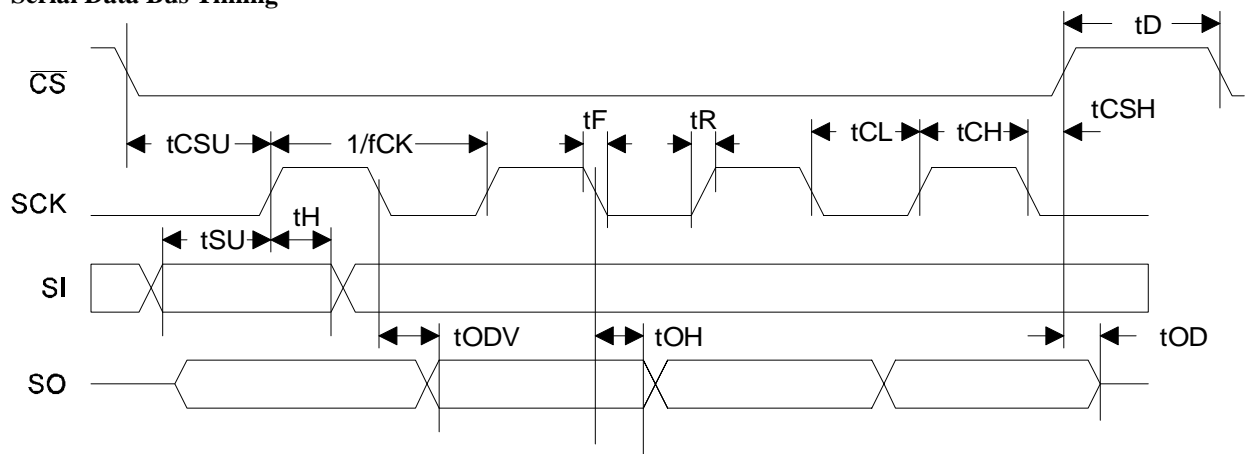 Serial Data Bus Timing
tD
CS
tCSH
tF
tR
tCSU
1/fCK
tCL
tCH
SCK
tH
tSU
SI
tODV
tOH
tOD
SO